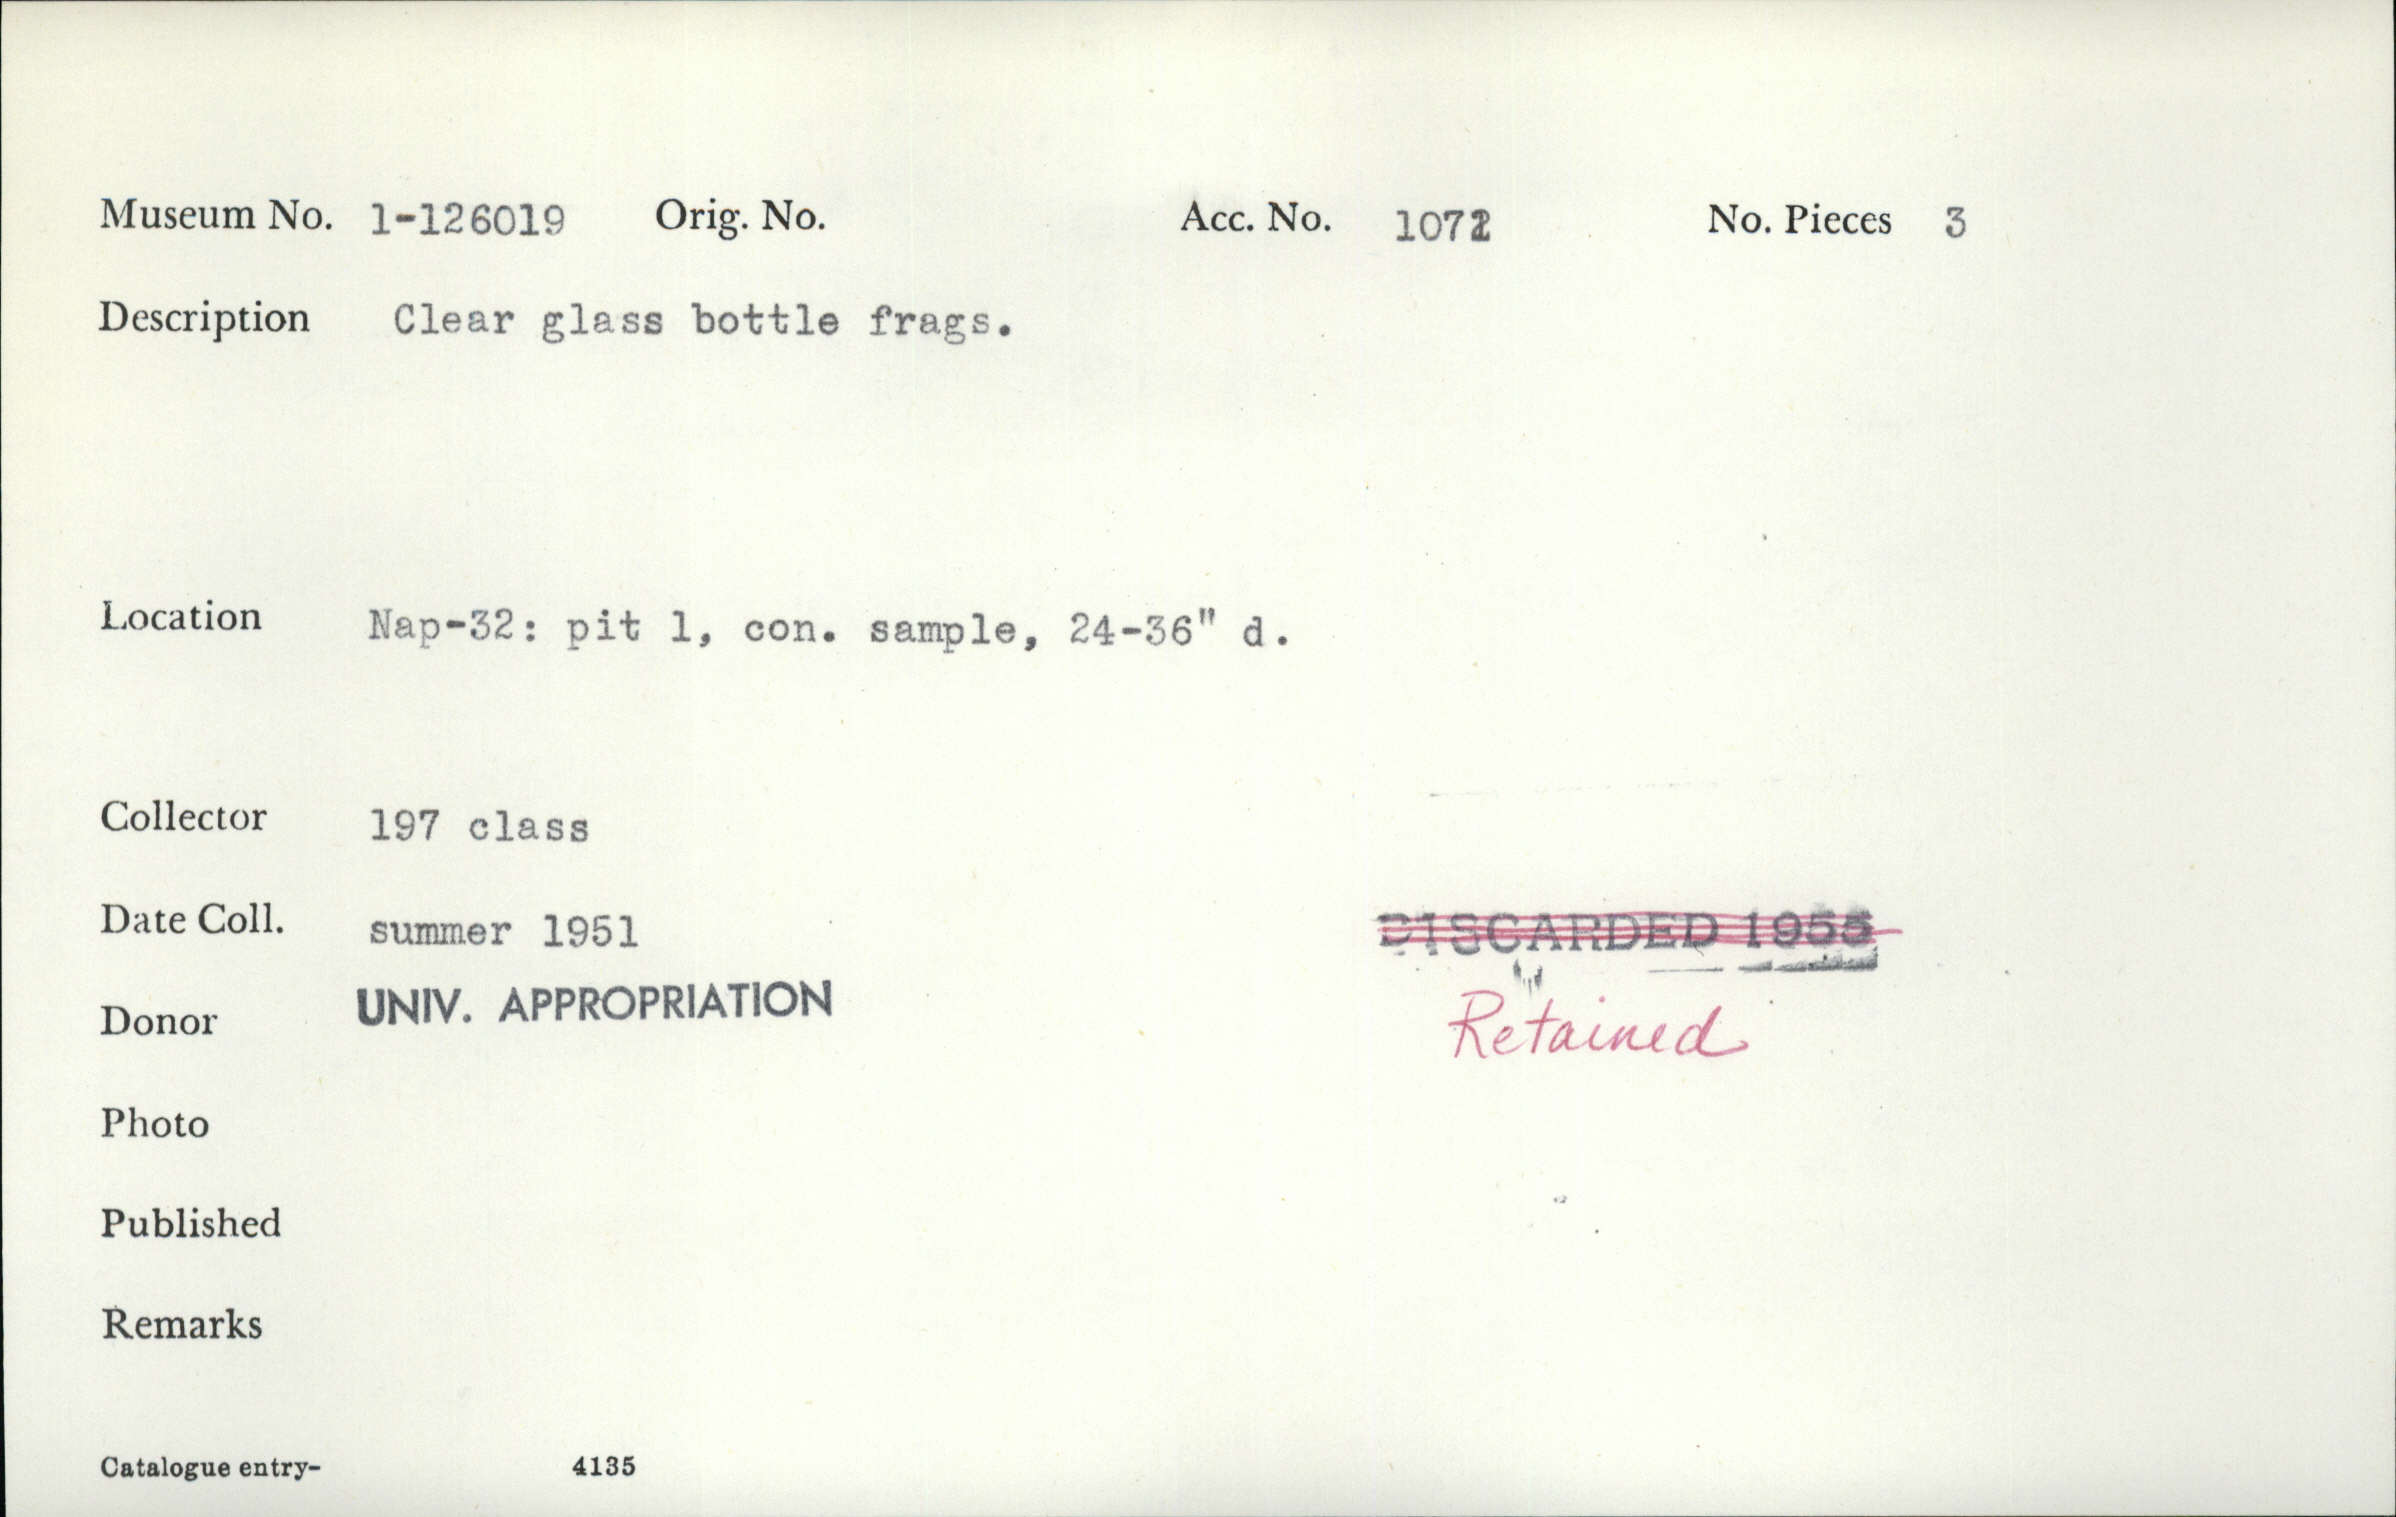 Museum No. 1-126019 Orig. No. Acc. No. No. Pieces 3
Description Clear glass bottle frags.
Location Nap-32: pit 1, con. sample, 24-36" d.
Collector 197 class
Date Coll. summer 1951
DISCARDED 1955
Donor UNIV. APPROPRIATION
Retained
Photo
Published
Remarks
Catalogue entry- 4135